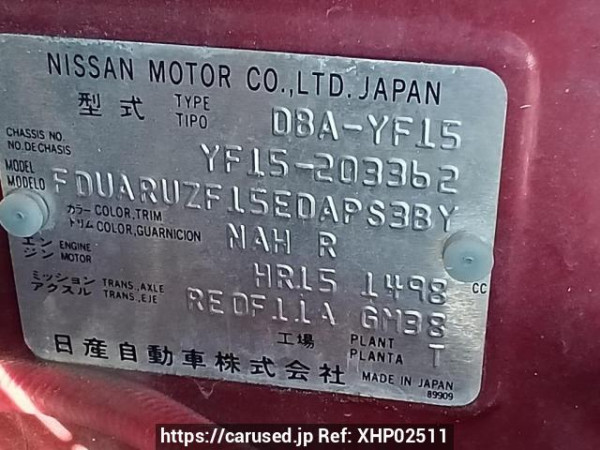 NISSAN MOTOR CO.,LTD. JAPAN
型式 TYPE TIPO DBA-YF15
CHASSIS NO. NO.DE CHASIS YF15-203362
MODEL MODELO FDUARUZF15EDAPS3BY
カラー トリム COLOR,TRIM COLOR,GUARNICION NAH R
エンジン ENGINE MOTOR HR15 1498 CC
ミッション アクスル TRANS.,AXLE TRANS.,EJE RE0F11A GM38
工場 PLANT PLANTA T
日産自動車株式会社 MADE IN JAPAN
89909
https://carused.jp Ref: XHP02511